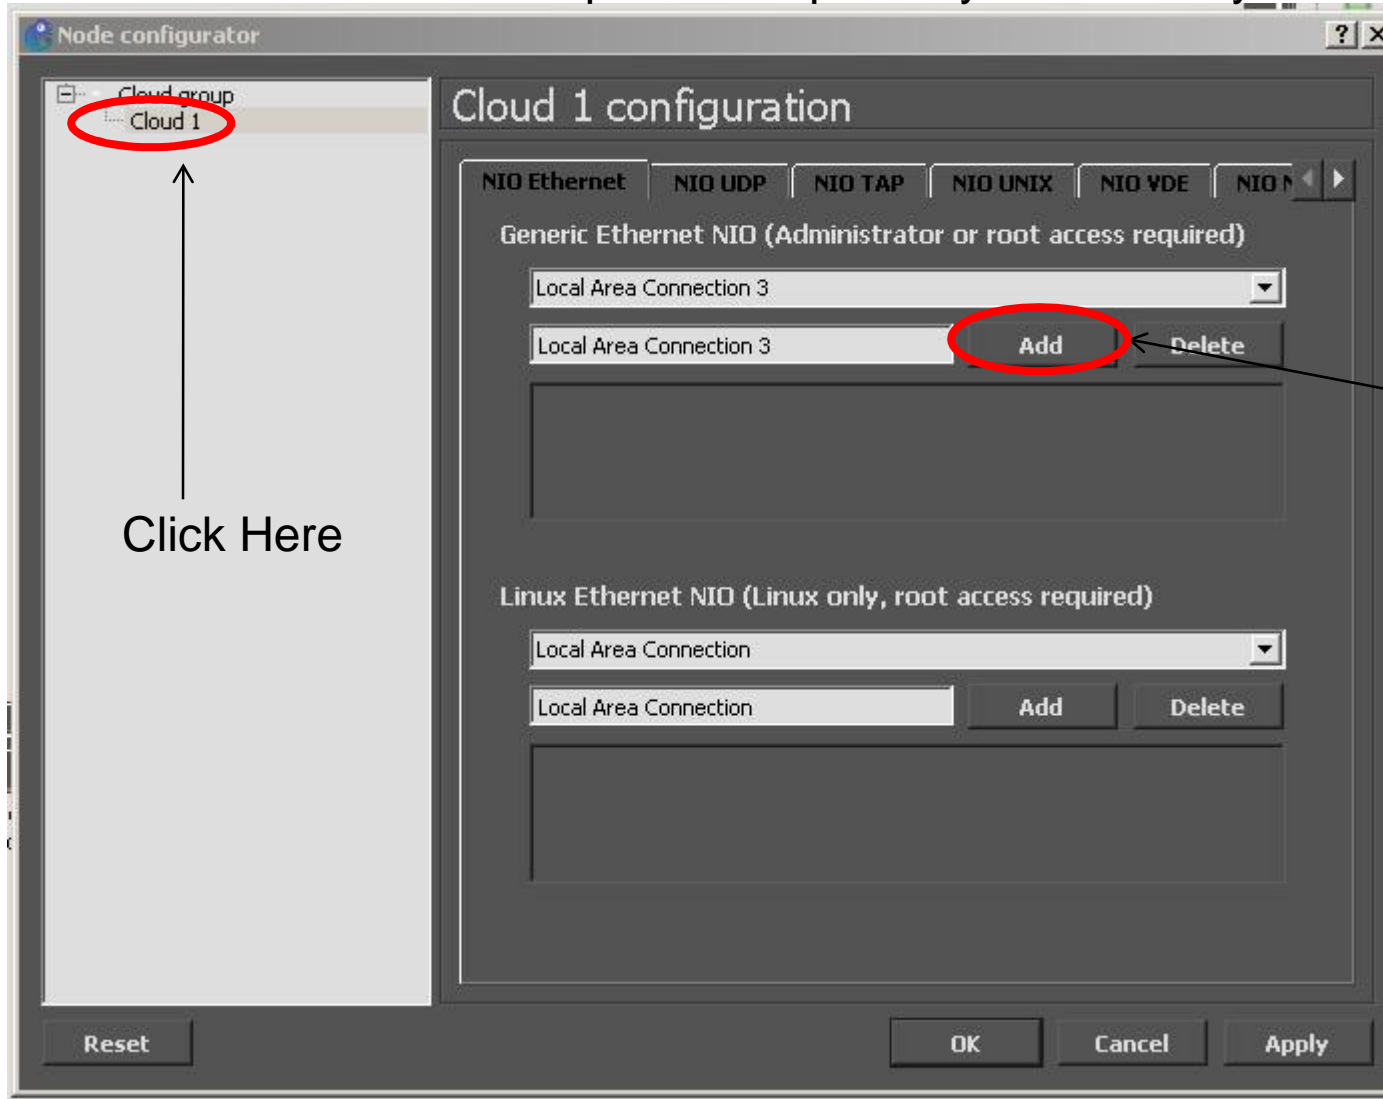 Node configurator
Cloud group
Cloud 1
Click Here
Cloud 1 configuration
NIO Ethernet NIO UDP NIO TAP NIO UNIX NIO VDE NIO
Generic Ethernet NIO (Administrator or root access required)
Local Area Connection 3
Local Area Connection 3 Add Delete
Linux Ethernet NIO (Linux only, root access required)
Local Area Connection
Local Area Connection Add Delete
Reset OK Cancel Apply